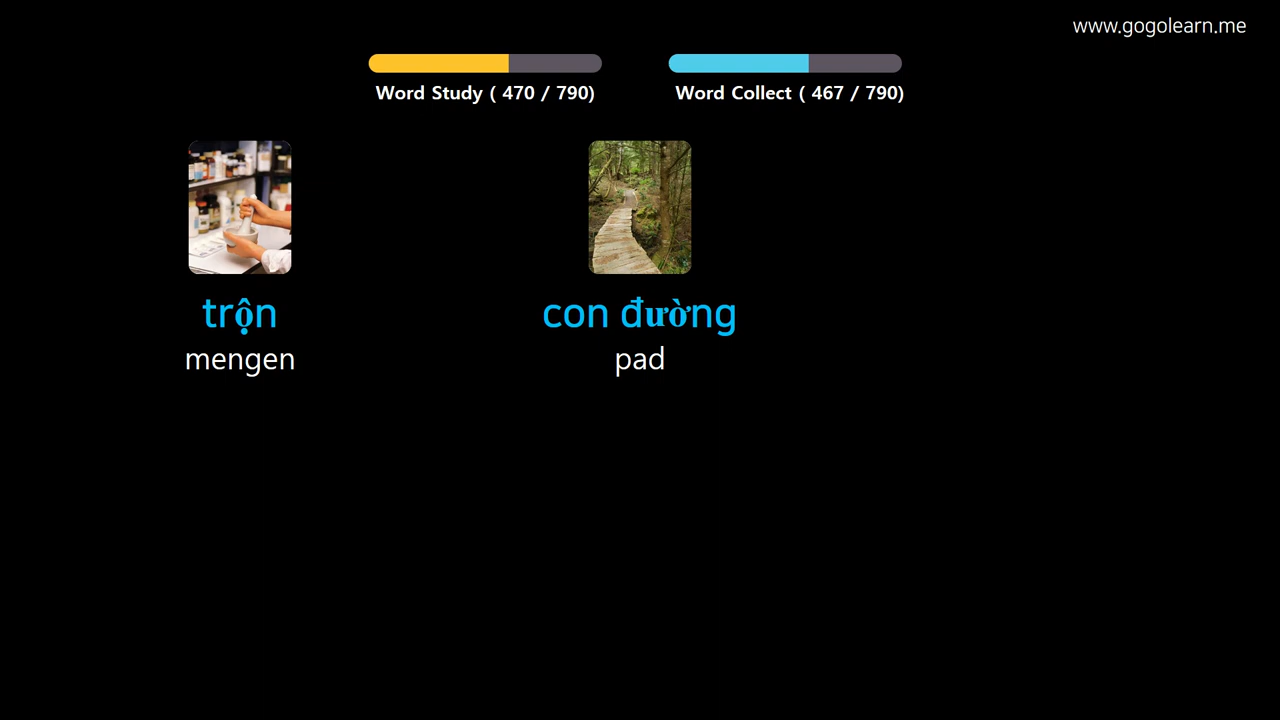 www.gogolearn.me
Word Study ( 470 / 790)
Word Collect ( 467 / 790)
trộn
mengen
con đường
pad